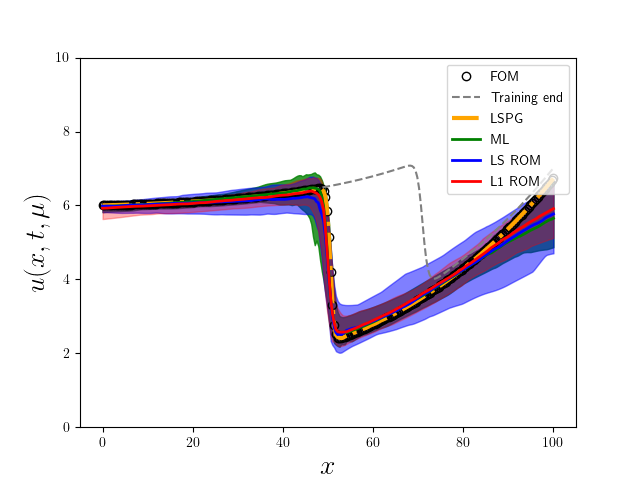 10
8
6
4
2
0
u(x, t, μ)
0
20
40
60
80
100
x
FOM
Training end
LSPG
ML
LS ROM
L1 ROM